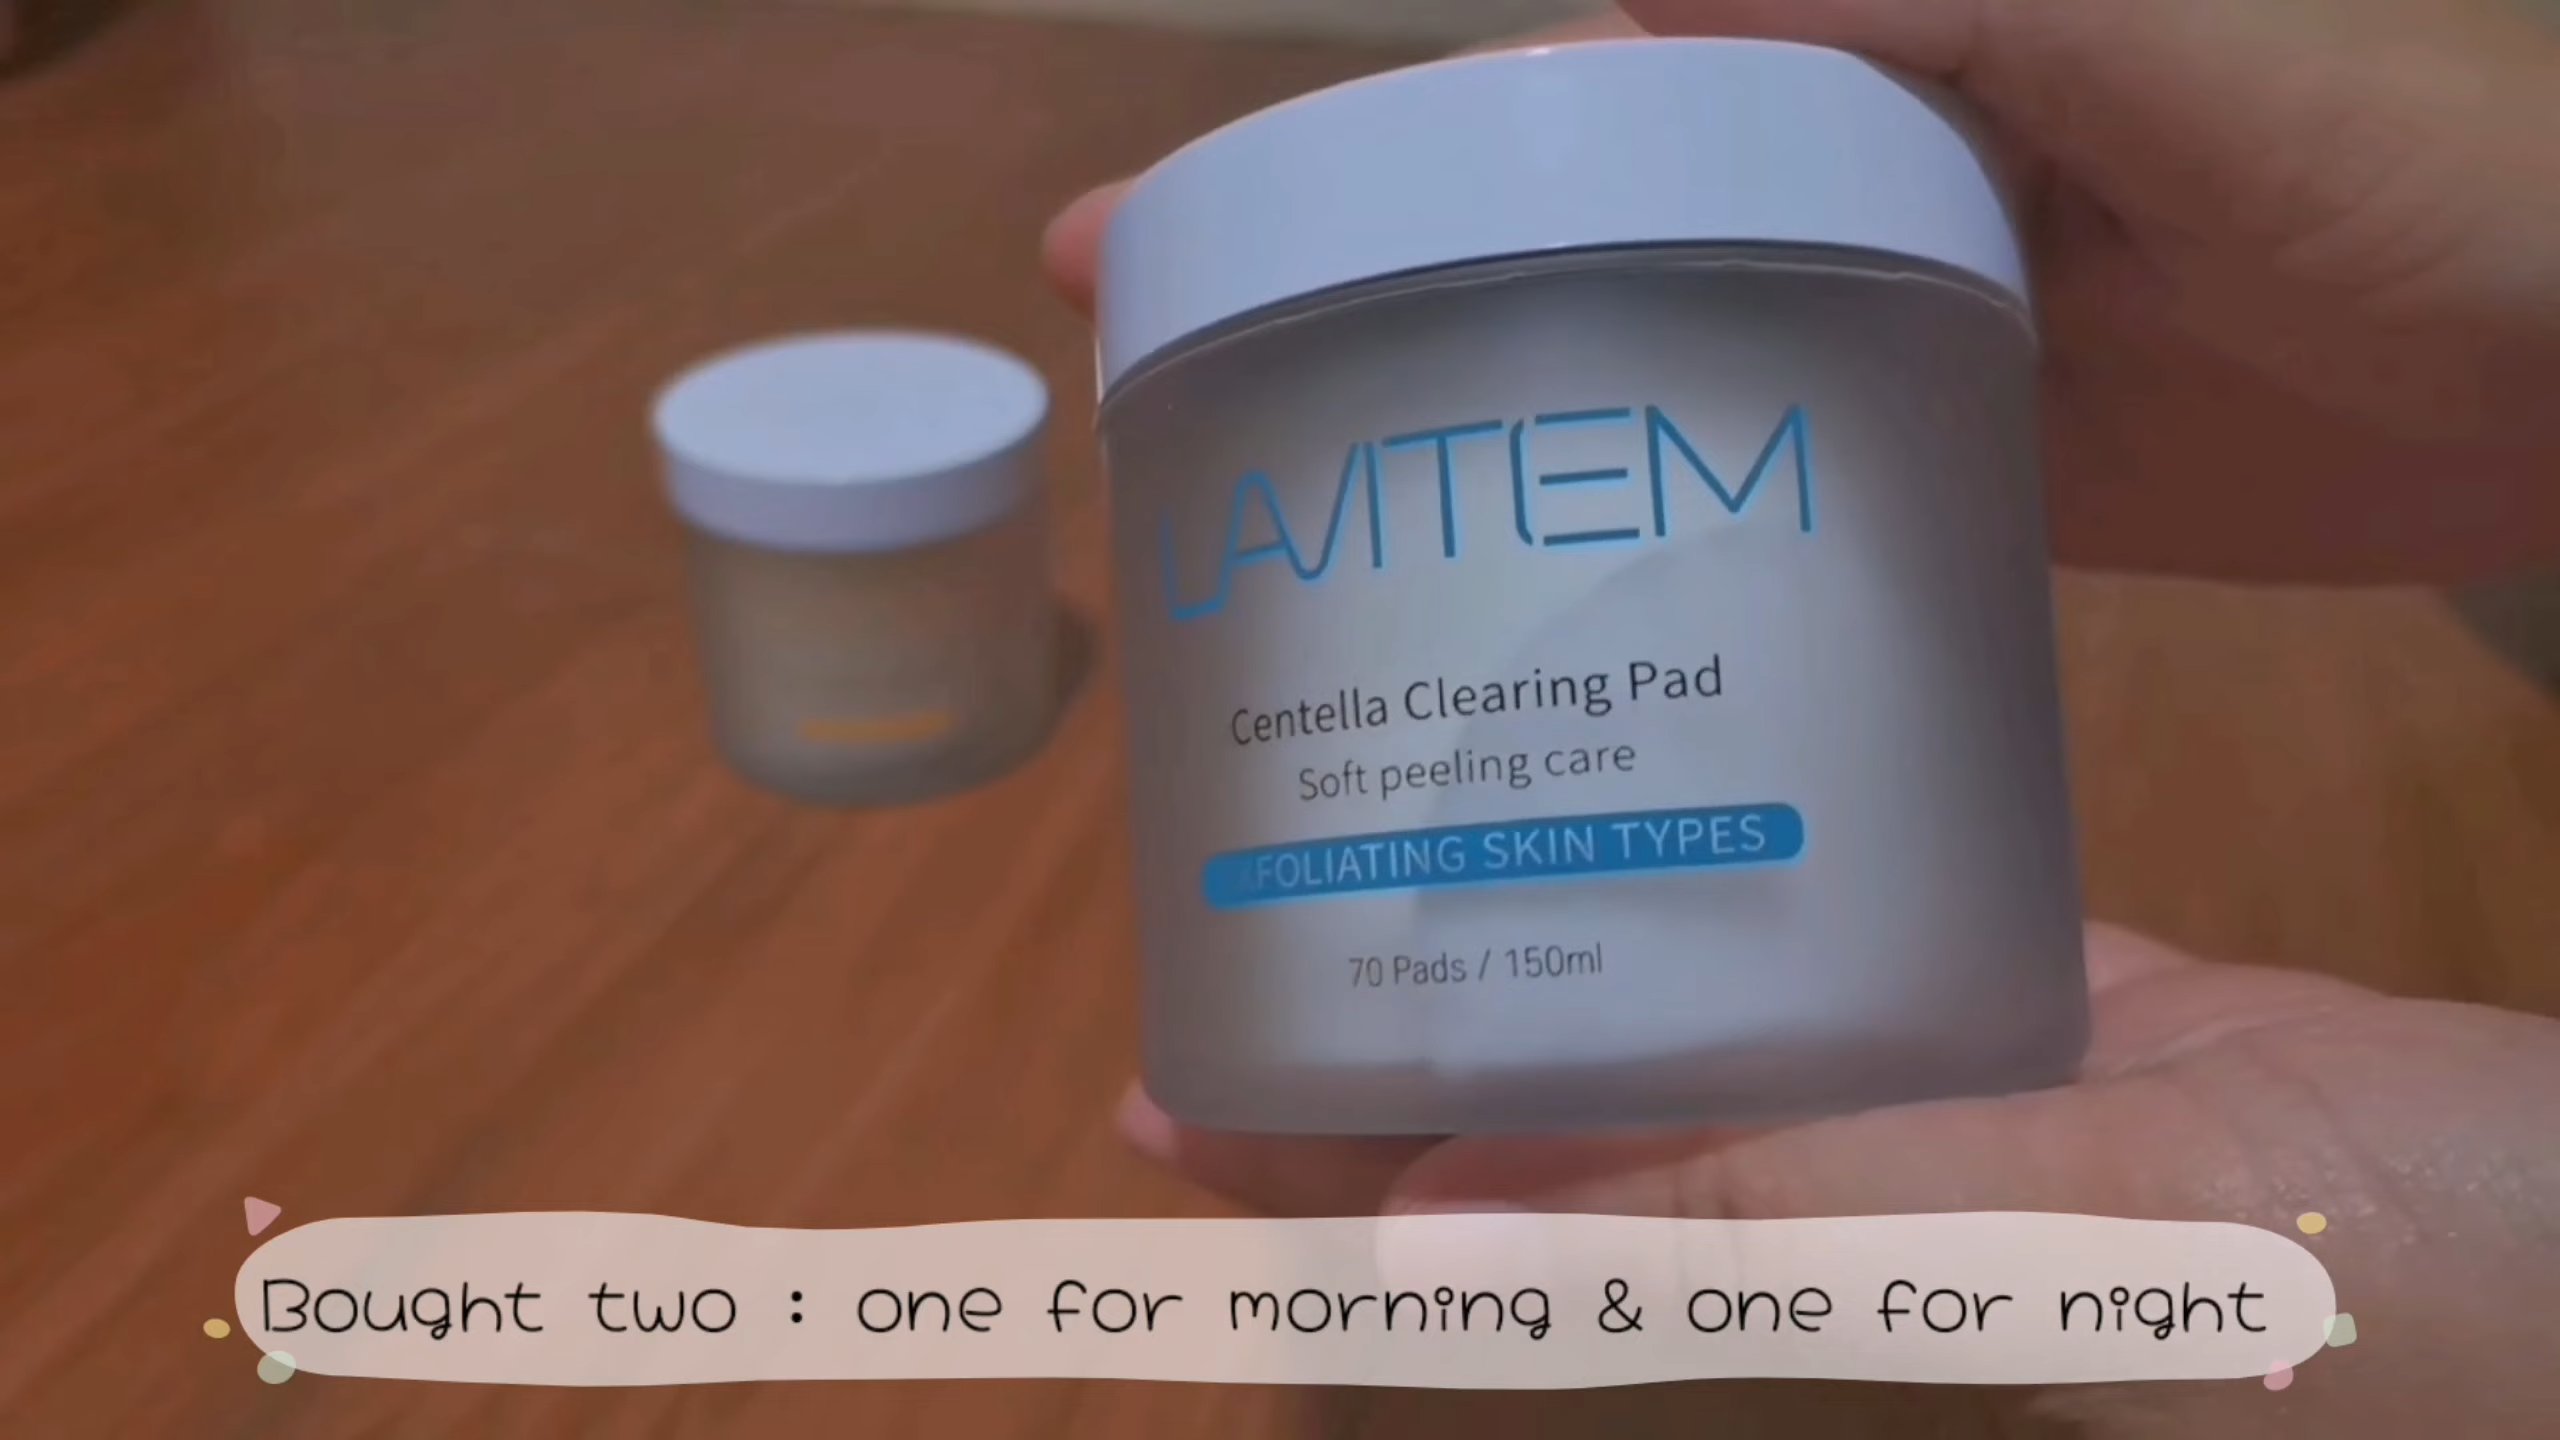 LAVITEM
Centella Clearing Pad
Soft peeling care
EXFOLIATING SKIN TYPES
70 Pads / 150ml
Bought two : one for morning & one for night